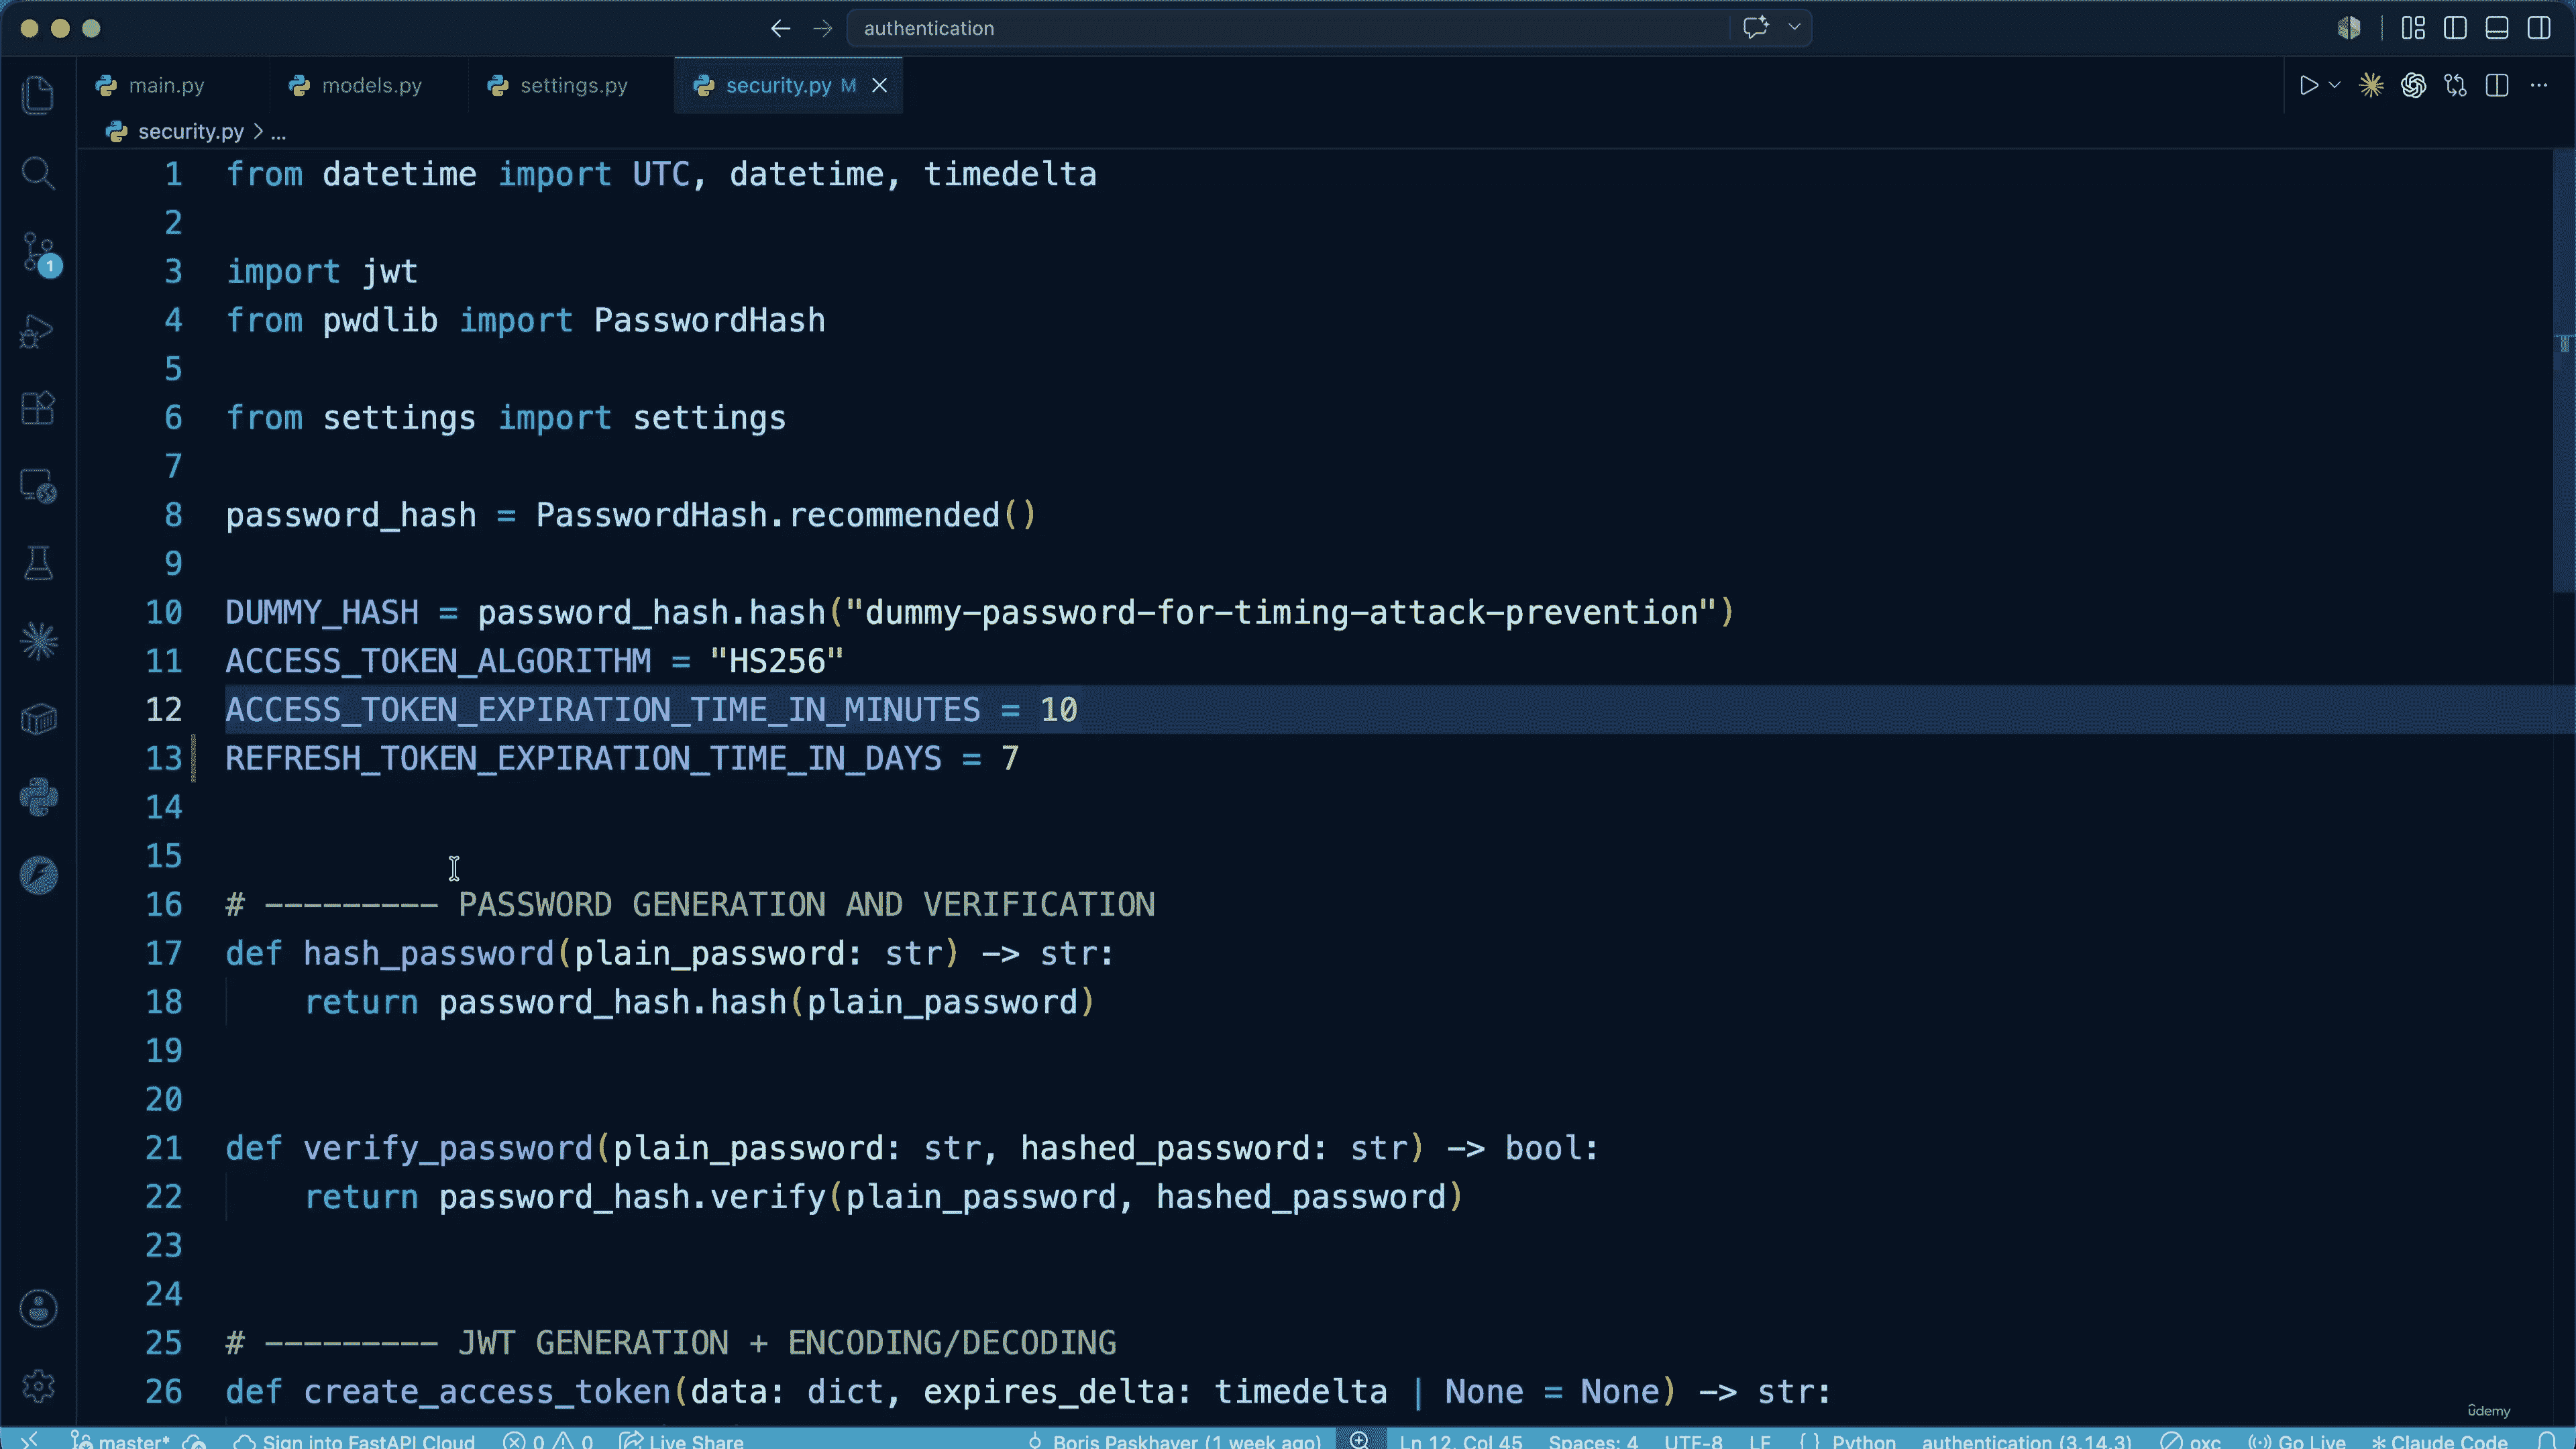 authentication
main.py
models.py
settings.py
security.py M
security.py > ...
1 from datetime import UTC, datetime, timedelta
2
3 import jwt
4 from pwdlib import PasswordHash
5
6 from settings import settings
7
8 password_hash = PasswordHash.recommended()
9
10 DUMMY_HASH = password_hash.hash("dummy-password-for-timing-attack-prevention")
11 ACCESS_TOKEN_ALGORITHM = "HS256"
12 ACCESS_TOKEN_EXPIRATION_TIME_IN_MINUTES = 10
13 REFRESH_TOKEN_EXPIRATION_TIME_IN_DAYS = 7
14
15
16 # --------- PASSWORD GENERATION AND VERIFICATION
17 def hash_password(plain_password: str) -> str:
18     return password_hash.hash(plain_password)
19
20
21 def verify_password(plain_password: str, hashed_password: str) -> bool:
22     return password_hash.verify(plain_password, hashed_password)
23
24
25 # --------- JWT GENERATION + ENCODING/DECODING
26 def create_access_token(data: dict, expires_delta: timedelta | None = None) -> str:
1
ûdemy
master* Sign into FastAPI Cloud 0 0 Live Share Boris Paskhaver (1 week ago) Ln 12, Col 45 Spaces: 4 UTF-8 LF { } Python authentication (3.14.3) oxc Go Live Claude Code